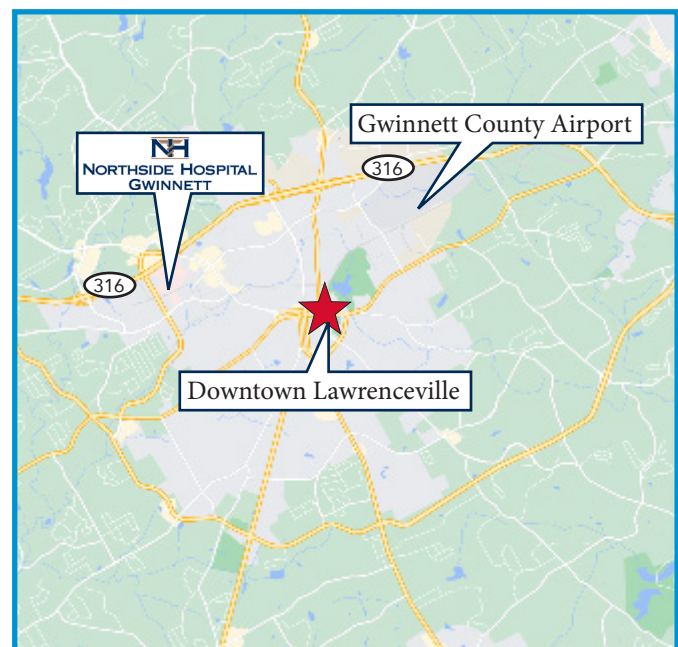 Gwinnett County Airport
NH
NORTHSIDE HOSPITAL
GWINNETT
316
316
Downtown Lawrenceville